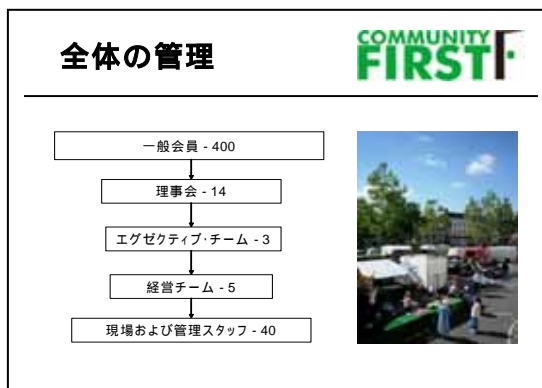 全体の管理
COMMUNITY
FIRST
一般会員 - 400
理事会 - 14
エグゼクティブ・チーム - 3
経営チーム - 5
現場および管理スタッフ - 40